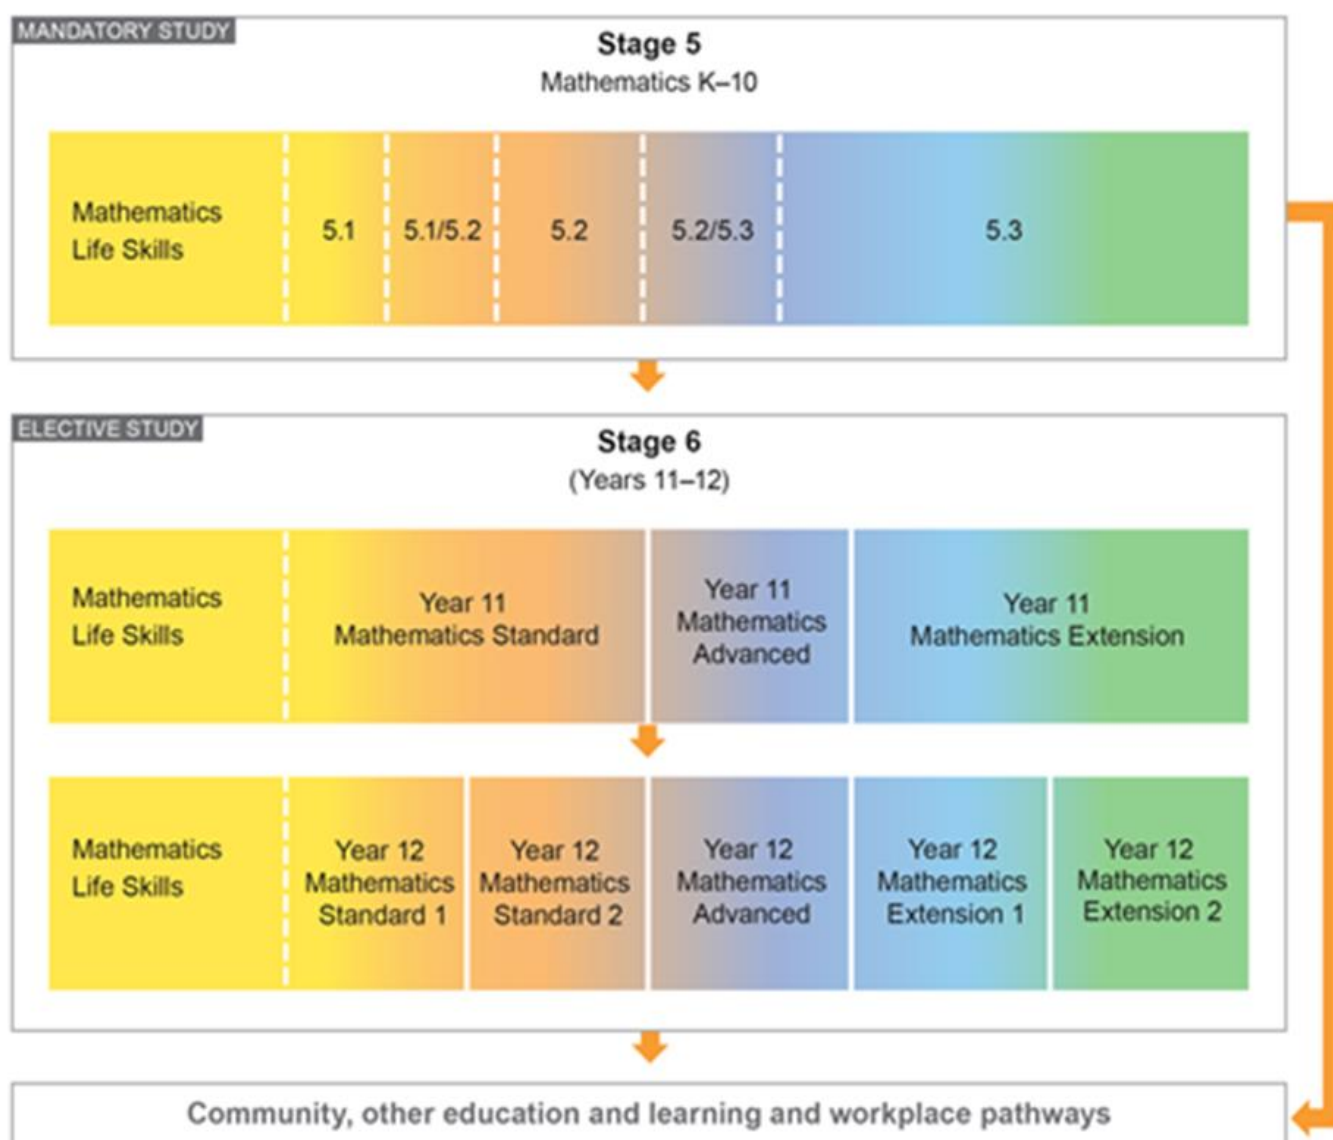 MANDATORY STUDY
Stage 5
Mathematics K–10
Mathematics
Life Skills
5.1
5.1/5.2
5.2
5.2/5.3
5.3
ELECTIVE STUDY
Stage 6
(Years 11–12)
Mathematics
Life Skills
Year 11
Mathematics Standard
Year 11
Mathematics
Advanced
Year 11
Mathematics Extension
Mathematics
Life Skills
Year 12
Mathematics
Standard 1
Year 12
Mathematics
Standard 2
Year 12
Mathematics
Advanced
Year 12
Mathematics
Extension 1
Year 12
Mathematics
Extension 2
Community, other education and learning and workplace pathways